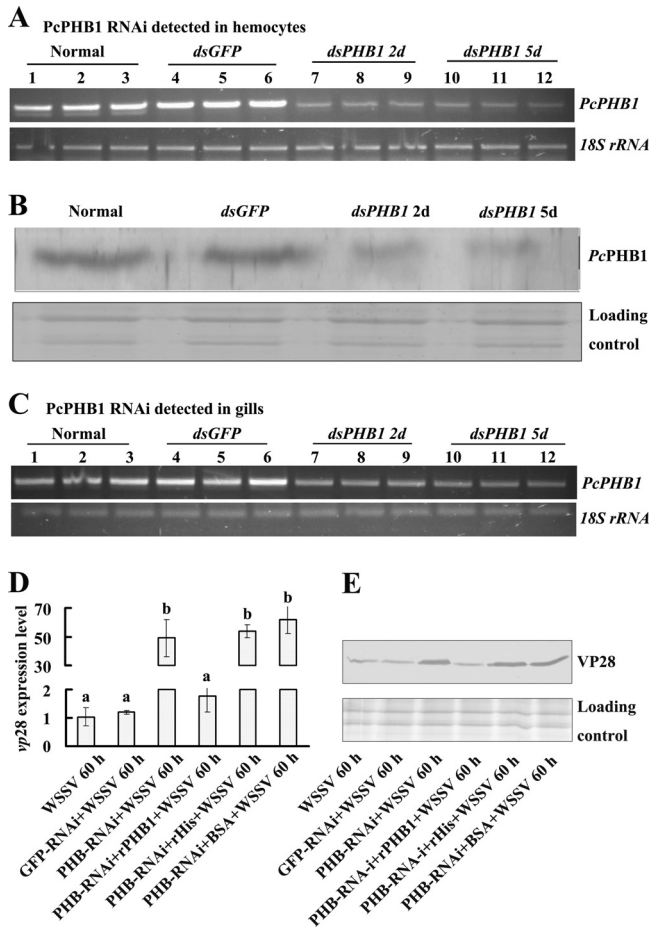 A PcPHB1 RNAi detected in hemocytes
Normal dsGFP dsPHB1 2d dsPHB1 5d
1 2 3 4 5 6 7 8 9 10 11 12
PcPHB1
18S rRNA
B
Normal dsGFP dsPHB1 2d dsPHB1 5d
PcPHB1
Loading
control
C PcPHB1 RNAi detected in gills
Normal dsGFP dsPHB1 2d dsPHB1 5d
1 2 3 4 5 6 7 8 9 10 11 12
PcPHB1
18S rRNA
D
vp28 expression level
70
50
30
2
1
0
a a b a b b
WSSV 60 h
GFP-RNAi+WSSV 60 h
PHB-RNAi+WSSV 60 h
PHB-RNAi+rPHB1+WSSV 60 h
PHB-RNAi+rHis+WSSV 60 h
PHB-RNAi+BSA+WSSV 60 h
E
VP28
Loading
control
WSSV 60 h
GFP-RNAi+WSSV 60 h
PHB-RNAi+WSSV 60 h
PHB-RNA-i+rPHB1+WSSV 60 h
PHB-RNA-i+rHis+WSSV 60 h
PHB-RNAi+BSA+WSSV 60 h